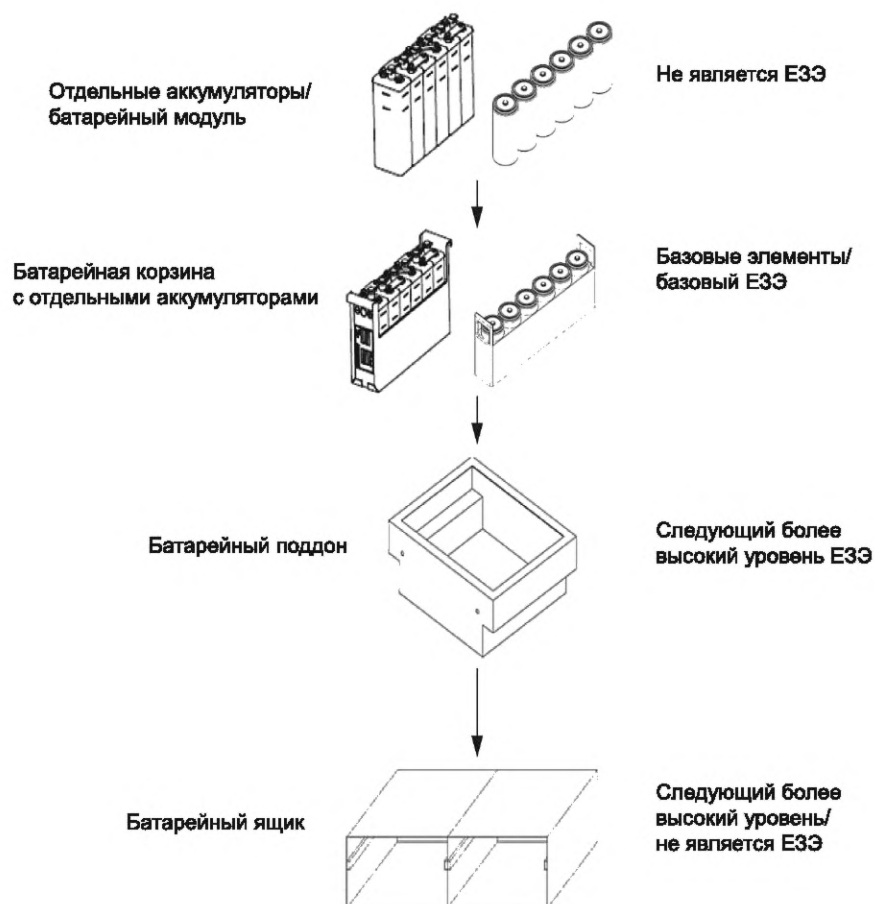 Отдельные аккумуляторы/
батарейный модуль
Не является ЕЗЭ
Батарейная корзина
с отдельными аккумуляторами
Базовые элементы/
базовый ЕЗЭ
Батарейный поддон
Следующий более
высокий уровень ЕЗЭ
Батарейный ящик
Следующий более
высокий уровень/
не является ЕЗЭ